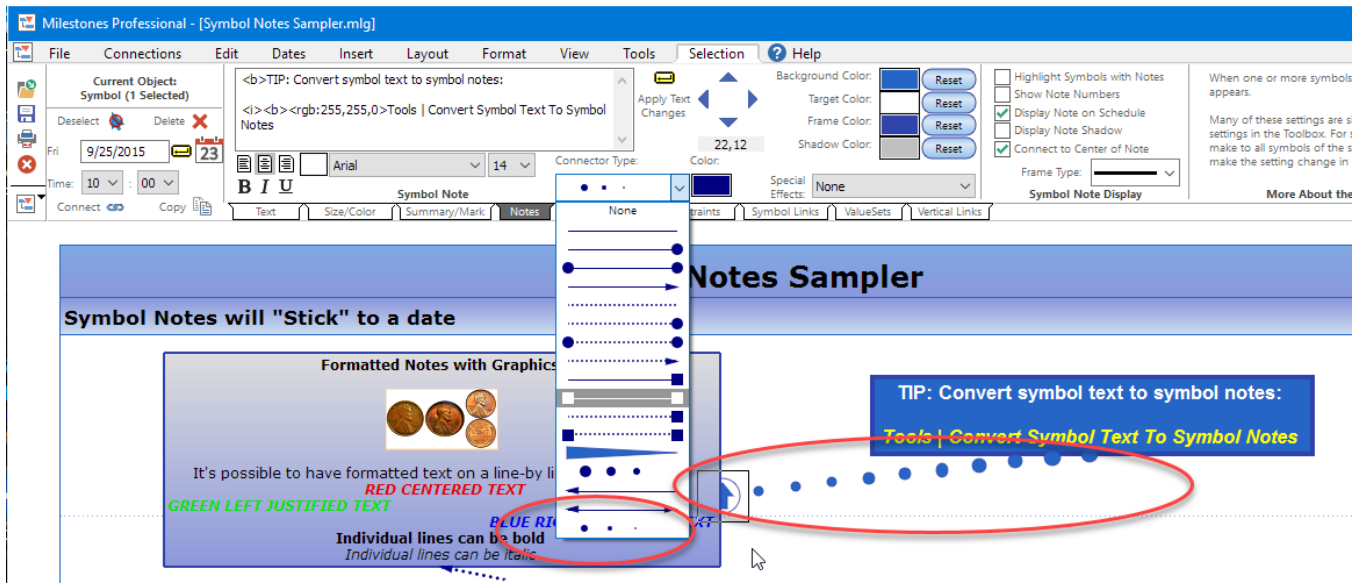 Milestones Professional - [Symbol Notes Sampler.mlg]
File Connections Edit Dates Insert Layout Format View Tools Selection ? Help
Current Object:
Symbol (1 Selected)
Deselect Delete
Fri 9/25/2015 23
Time: 10 : 00
Connect Copy
<b>TIP: Convert symbol text to symbol notes:
<i><b><rgb:255,255,0>Tools | Convert Symbol Text To Symbol
Notes
Arial 14
B I U
Symbol Note
Apply Text
Changes
22,12
Connector Type: Color:
Background Color: Reset
Target Color: Reset
Frame Color: Reset
Shadow Color: Reset
Special
Effects: None
Highlight Symbols with Notes
Show Note Numbers
Display Note on Schedule
Display Note Shadow
Connect to Center of Note
Frame Type:
Symbol Note Display
When one or more symbols
appears.
Many of these settings are
settings in the Toolbox. For
make to all symbols of the
make the setting change in
More About the
Text Size/Color Summary/Mark Notes raints Symbol Links ValueSets Vertical Links
None
Notes Sampler
Symbol Notes will "Stick" to a date
Formatted Notes with Graphics
It's possible to have formatted text on a line-by li
RED CENTERED TEXT
GREEN LEFT JUSTIFIED TEXT
BLUE RI XT
Individual lines can be bold
Individual lines can be italic
TIP: Convert symbol text to symbol notes:
Tools | Convert Symbol Text To Symbol Notes